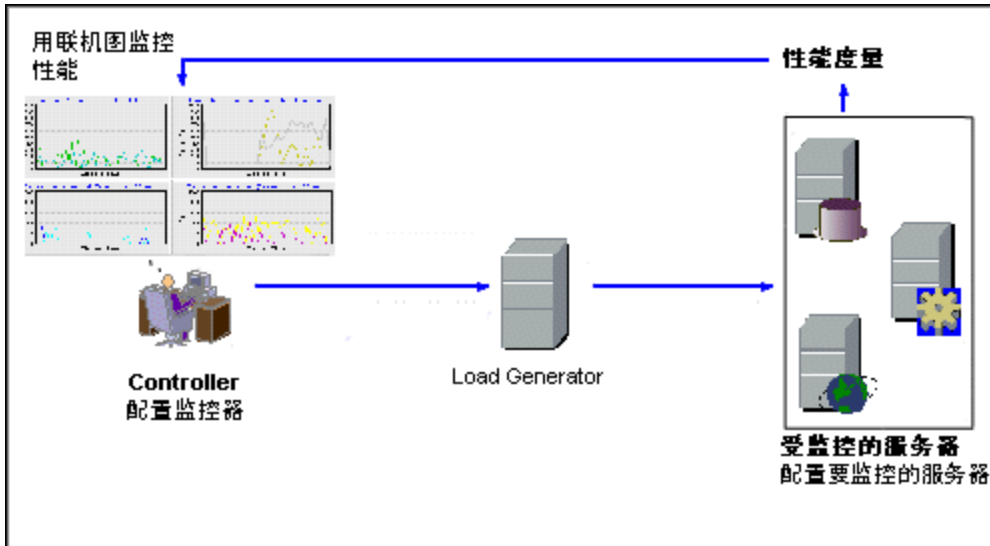 用联机图监控
性能
性能度量
Controller
配置监控器
Load Generator
受监控的服务器
配置要监控的服务器